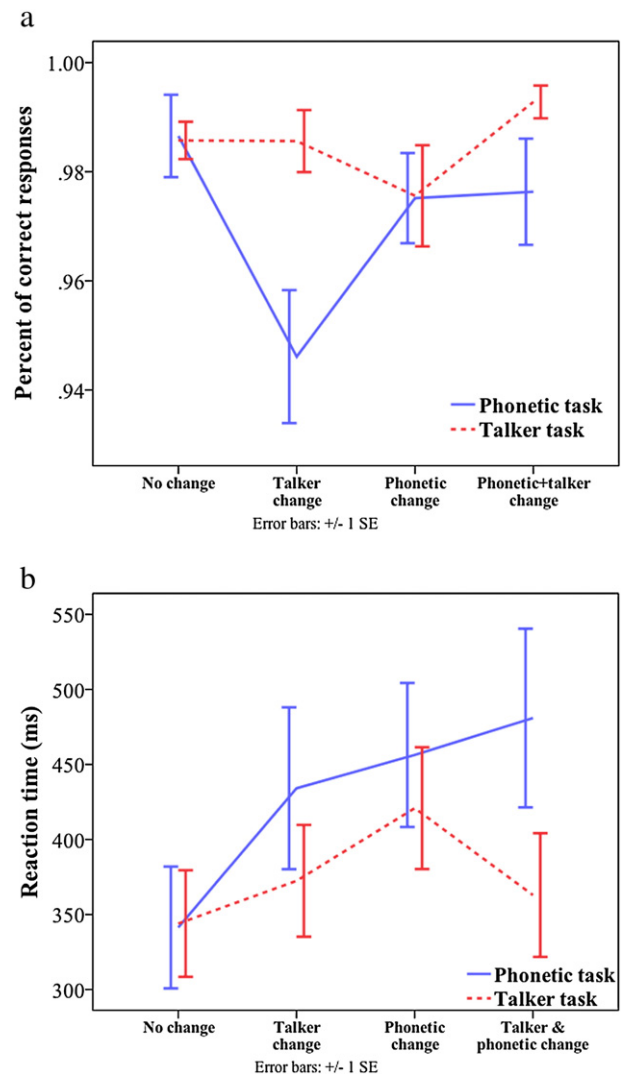 a
1.00
.98
.96
.94
Percent of correct responses
Phonetic task
Talker task
No change
Talker
change
Phonetic
change
Phonetic+talker
change
Error bars: +/- 1 SE
b
550
500
450
400
350
300
Reaction time (ms)
Phonetic task
Talker task
No change
Talker
change
Phonetic
change
Talker &
phonetic change
Error bars: +/- 1 SE